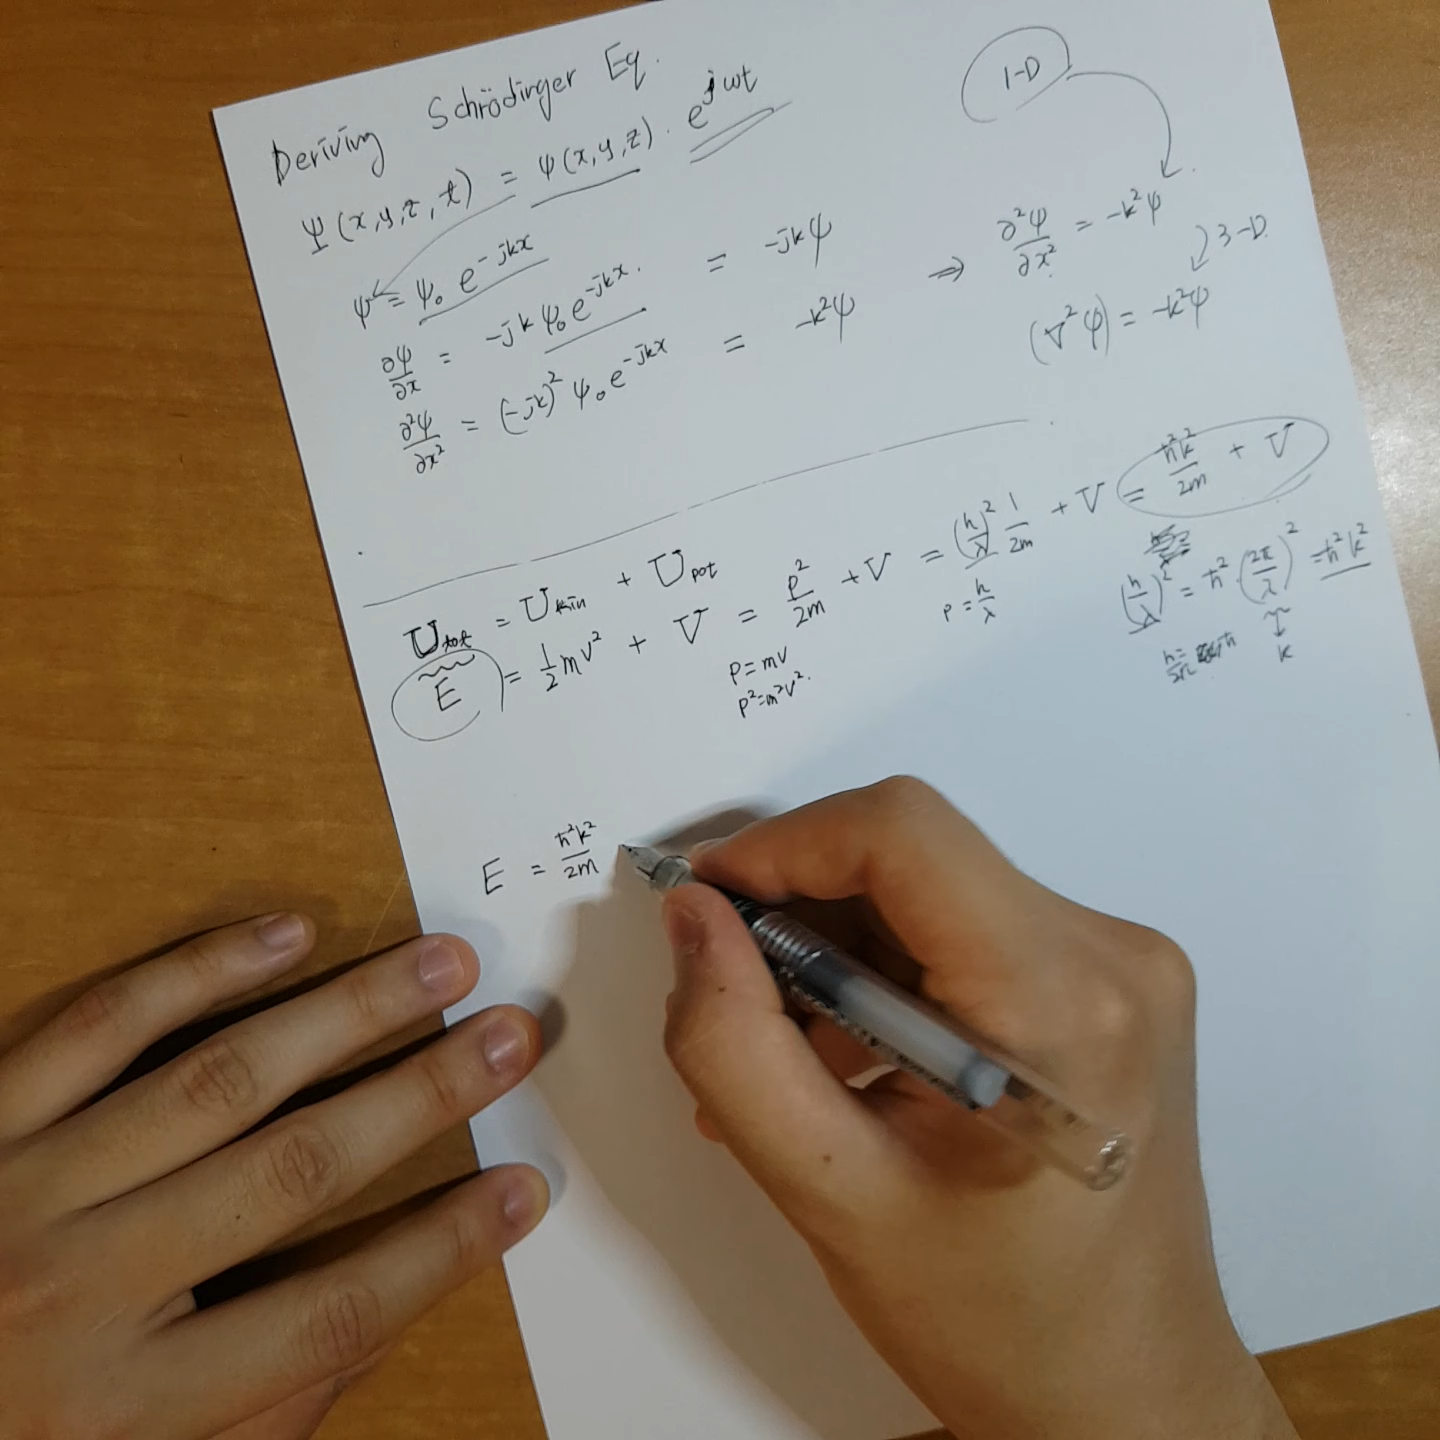 Deriving Schrödinger Eq.
1-D
Ψ(x,y,z,t) = ψ(x,y,z) · e^{jωt}
ψ = ψ₀ e^{-jkx}
∂ψ/∂x = -jk ψ₀ e^{-jkx} = -jkψ ⇒ ∂²ψ/∂x² = -k²ψ
3-D
∂²ψ/∂x² = (-jk)² ψ₀ e^{-jkx} = -k²ψ (∇²ψ) = -k²ψ
U_tot = U_kin + U_pot
E = ½mv² + V = p²/2m + V = (h/λ)² 1/2m + V = ħ²k²/2m + V
p = mv
p² = m²v²
p = h/λ
(h/λ)² = ħ² (2π/λ)² = ħ²k²
k
E = ħ²k²/2m